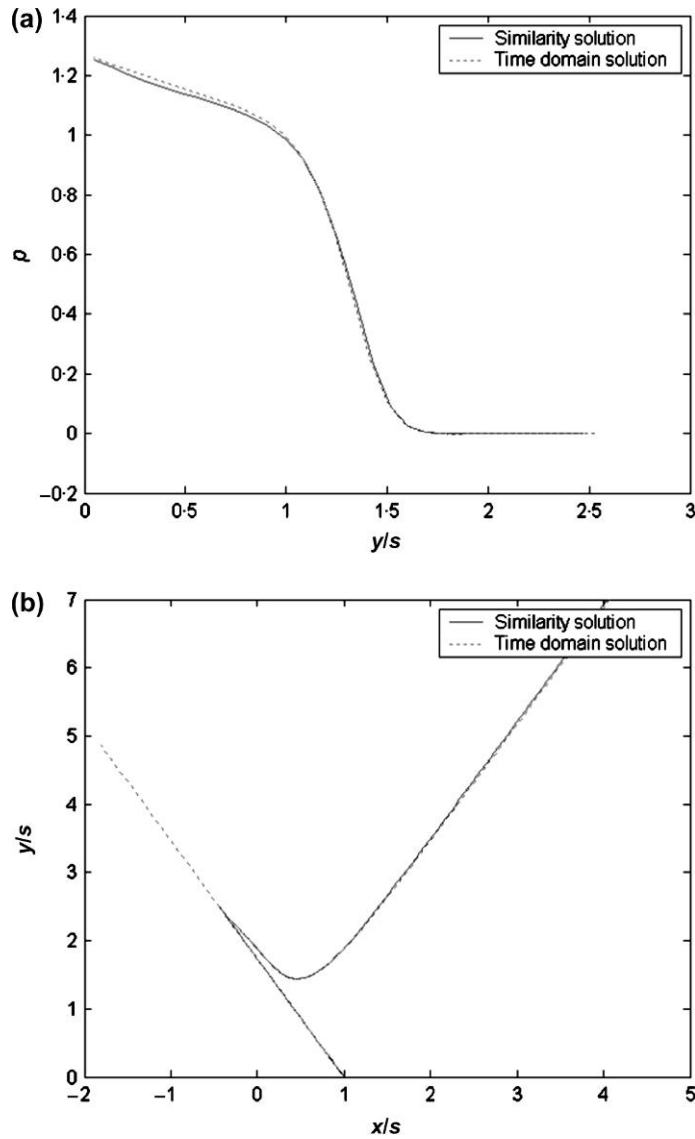 (a)
1·4
1·2
1
0·8
0·6
0·4
0·2
0
−0·2
p
Similarity solution
Time domain solution
0 0·5 1 1·5 2 2·5 3
y/s
(b)
7
6
5
4
3
2
1
0
y/s
Similarity solution
Time domain solution
−2 −1 0 1 2 3 4 5
x/s